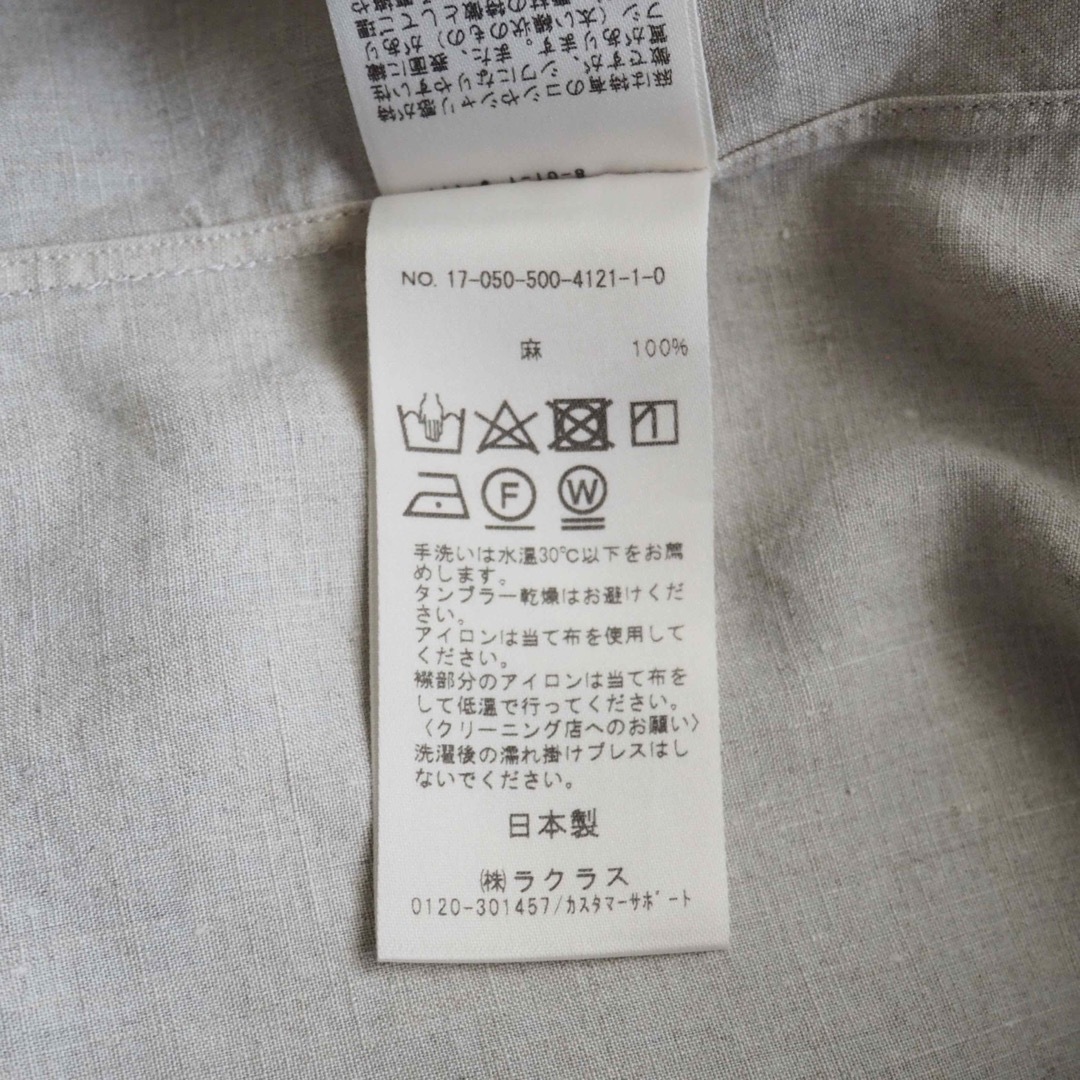 NO. 17-050-500-4121-1-0
麻 100%
F W
手洗いは水温30℃以下をお薦
めします。
タンブラー乾燥はお避けくだ
さい。
アイロンは当て布を使用して
ください。
襟部分のアイロンは当て布を
して低温で行ってください。
〈クリーニング店へのお願い〉
洗濯後の濡れ掛けプレスはし
ないでください。
日本製
㈱ラクラス
0120-301457/ｶｽﾀﾏｰｻﾎﾟｰﾄ